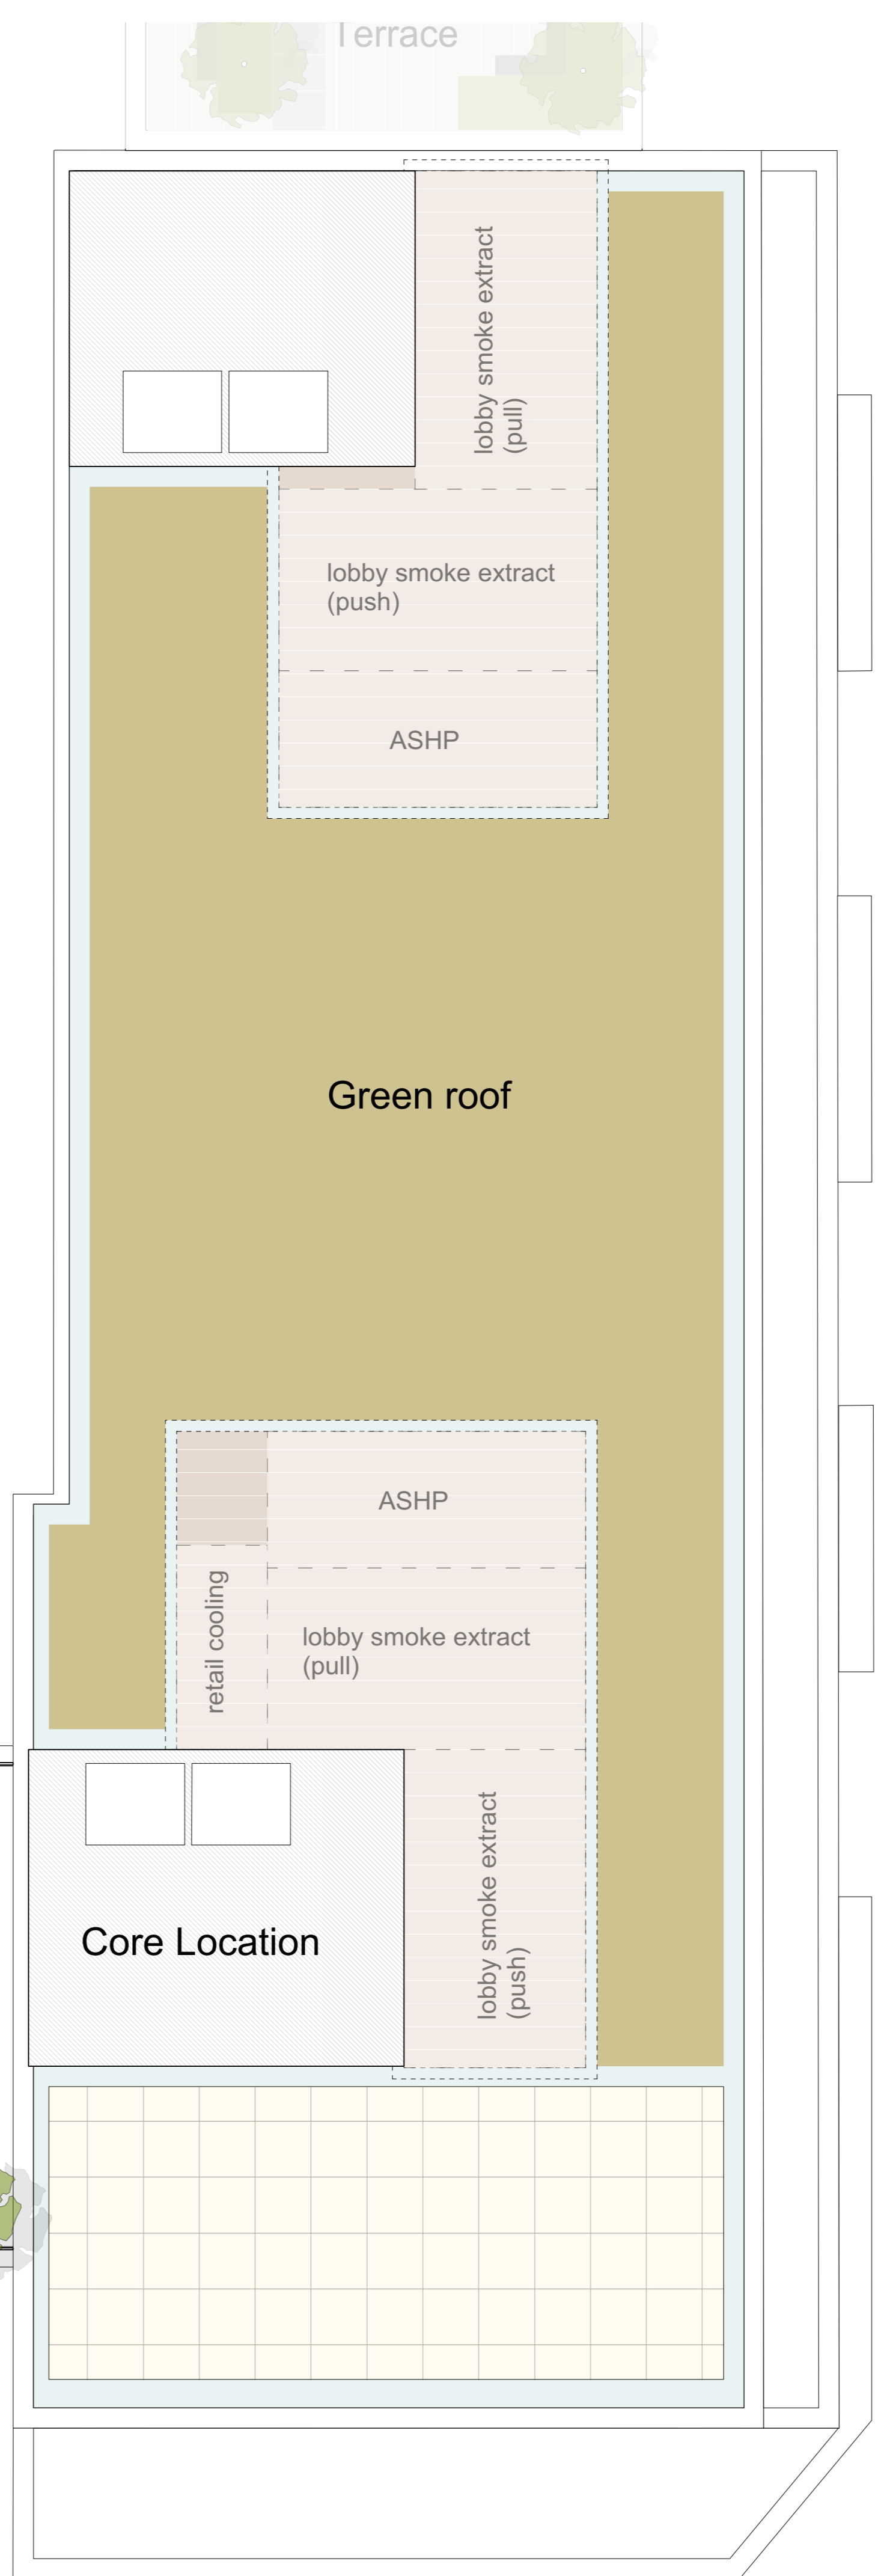 Terrace
lobby smoke extract
(pull)
lobby smoke extract
(push)
ASHP
Green roof
ASHP
retail cooling
lobby smoke extract
(pull)
lobby smoke extract
(push)
Core Location